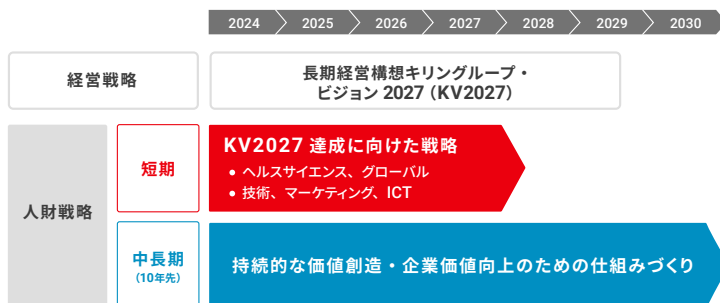 2024 2025 2026 2027 2028 2029 2030
経営戦略
長期経営構想キリングループ・
ビジョン 2027（KV2027）
人財戦略
短期
KV2027 達成に向けた戦略
• ヘルスサイエンス、グローバル
• 技術、マーケティング、ICT
中長期
（10年先）
持続的な価値創造・企業価値向上のための仕組みづくり